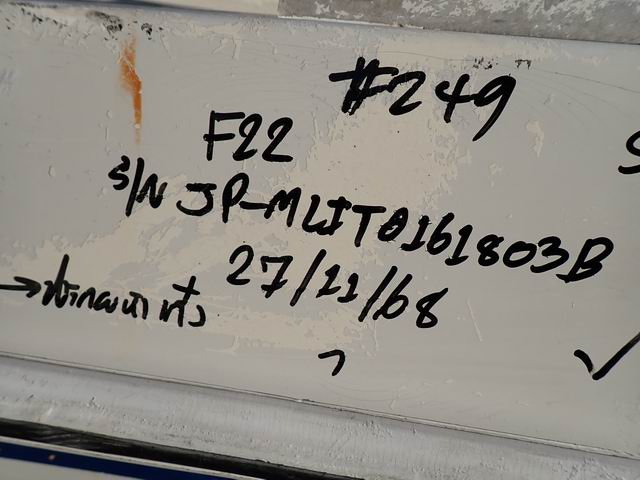 #249
F22
S/N JP-MLIT0161803B
27/11/68